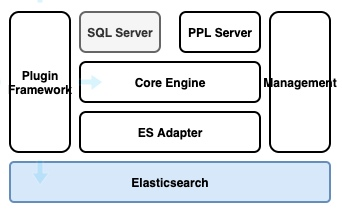 SQL Server
PPL Server
Plugin
Framework
Core Engine
Management
ES Adapter
Elasticsearch